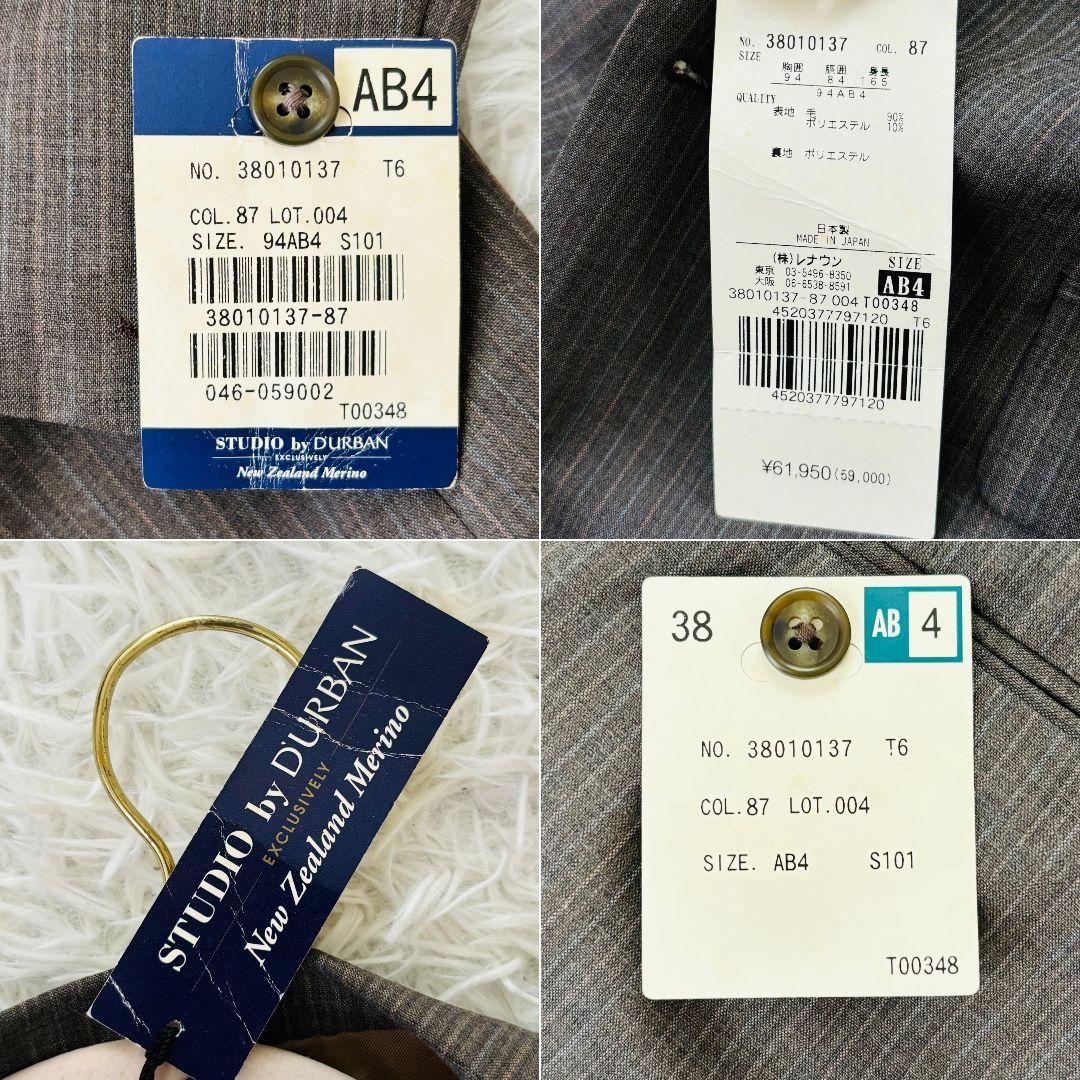 AB4
NO. 38010137 T6
COL.87 LOT.004
SIZE. 94AB4 S101
38010137-87
046-059002
T00348
STUDIO by D'URBAN
EXCLUSIVELY
New Zealand Merino
NO. 38010137 COL. 87
SIZE
胸囲 胴囲 身長
94 84 165
94AB4
QUALITY
表地 毛 90%
ポリエステル 10%
裏地 ポリエステル
日本製
MADE IN JAPAN
(株)レナウン SIZE
東京 03-5496-8350
大阪 06-6538-8591
AB4
38010137-87 004 T00348
4520377797120 T6
4520377797120
¥61,950(59,000)
STUDIO by D'URBAN
EXCLUSIVELY
New Zealand Merino
38 AB 4
NO. 38010137 T6
COL.87 LOT.004
SIZE. AB4 S101
T00348